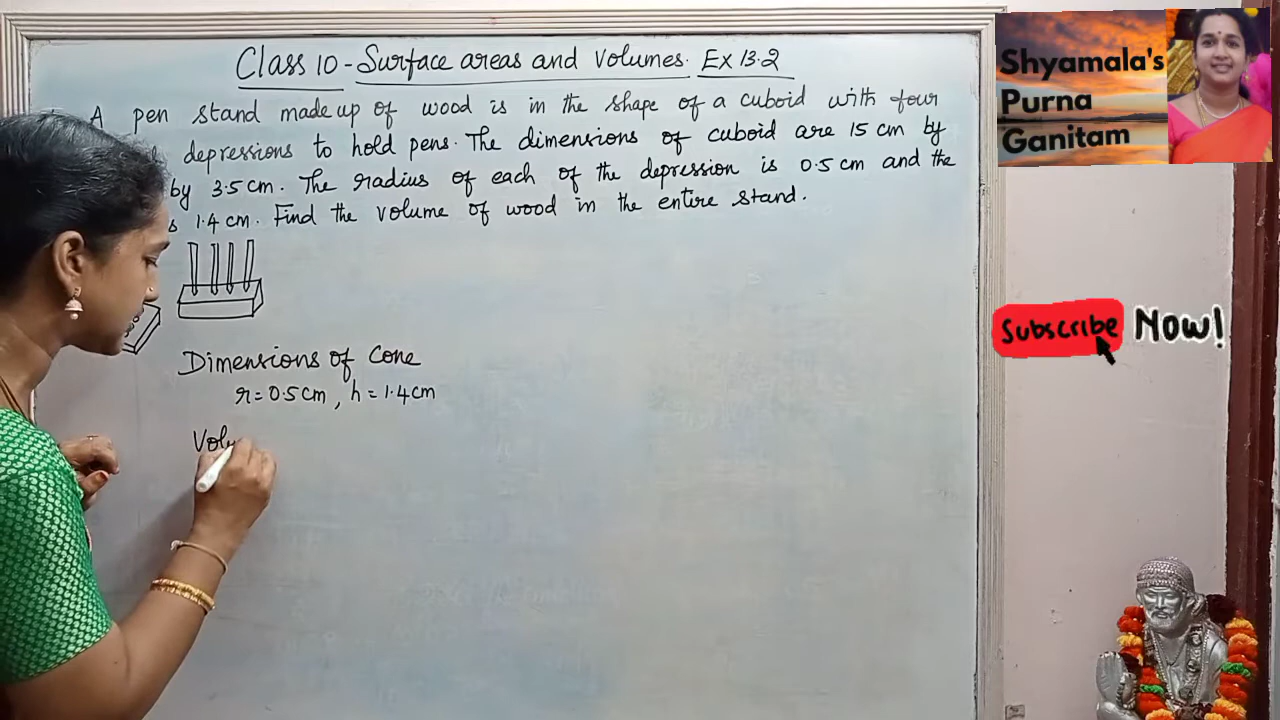 Class 10 - Surface areas and volumes. Ex 13.2
A pen stand made up of wood is in the shape of a cuboid with four
depressions to hold pens. The dimensions of cuboid are 15 cm by
by 3.5 cm. The radius of each of the depression is 0.5 cm and the
1.4 cm. Find the volume of wood in the entire stand.
Dimensions of Cone
r = 0.5 cm, h = 1.4 cm
Volu
Shyamala's
Purna
Ganitam
Subscribe Now!